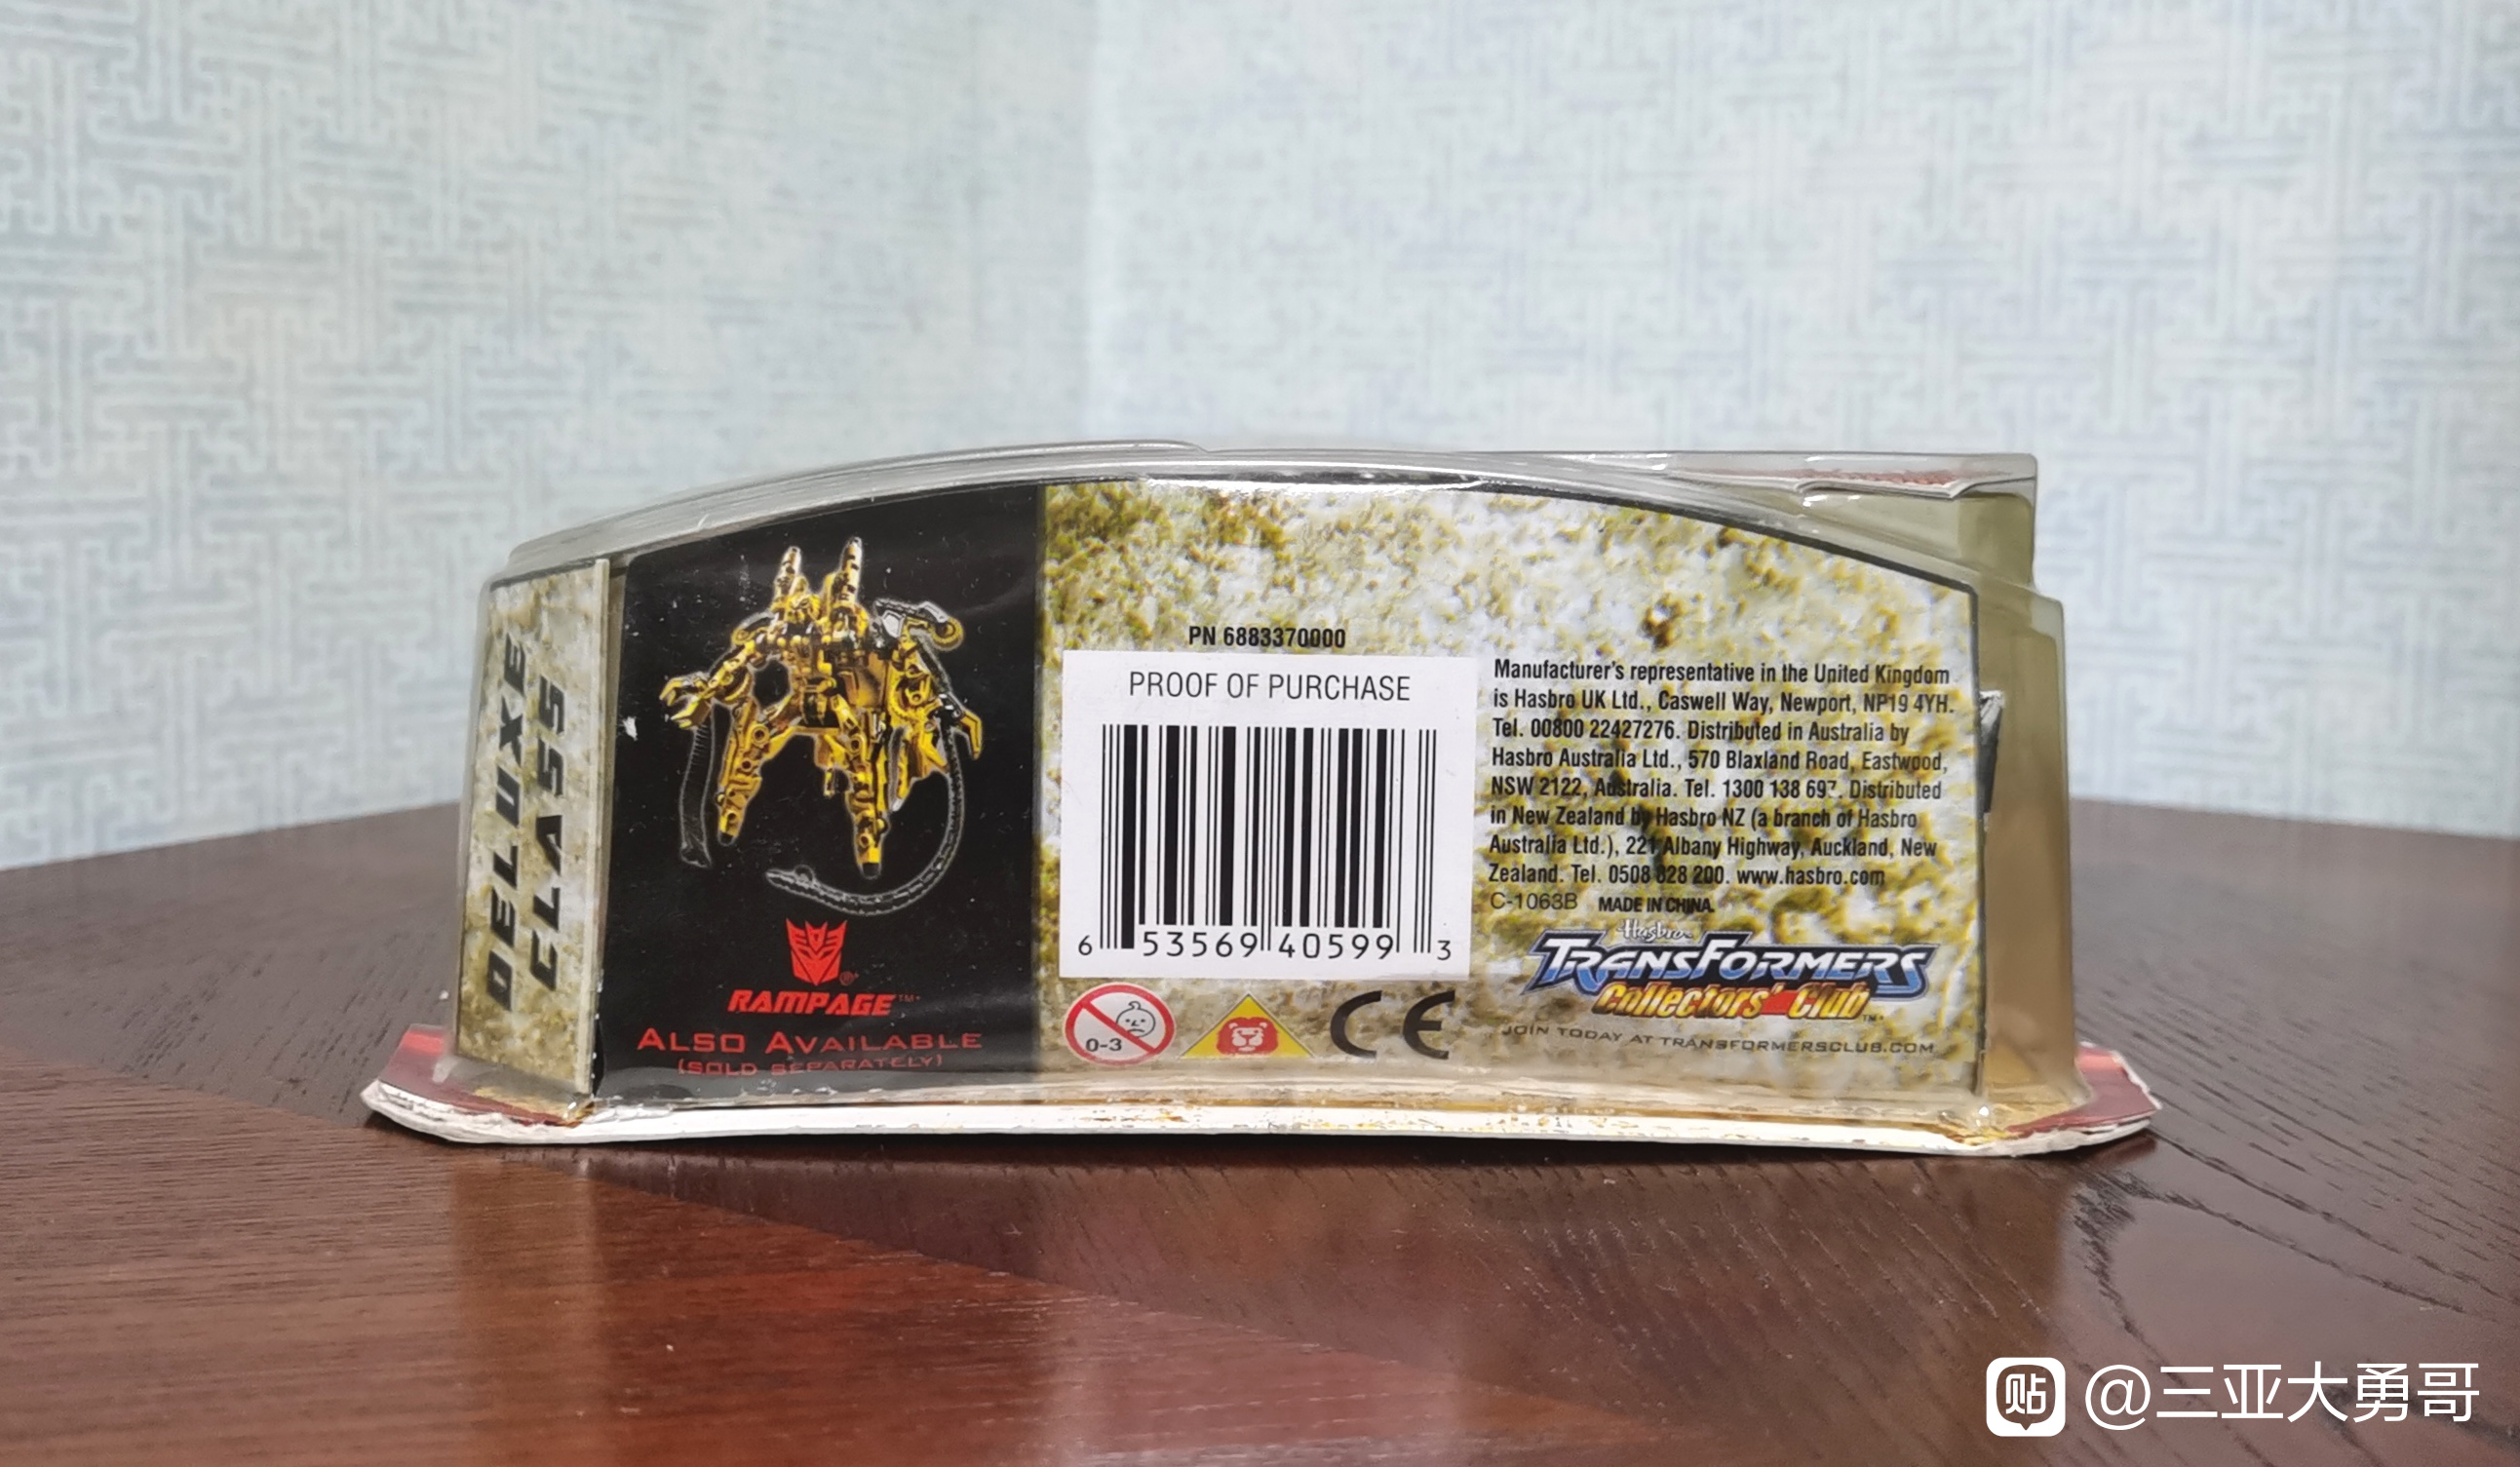 DELUXE
CLASS
RAMPAGE™*
ALSO AVAILABLE
(SOLD SEPARATELY)
PN 6883370000
PROOF OF PURCHASE
6 53569 40599 3
0-3
CE
Manufacturer's representative in the United Kingdom
is Hasbro UK Ltd., Caswell Way, Newport, NP19 4YH.
Tel. 00800 22427276. Distributed in Australia by
Hasbro Australia Ltd., 570 Blaxland Road, Eastwood,
NSW 2122, Australia. Tel. 1300 138 697. Distributed
in New Zealand by Hasbro NZ (a branch of Hasbro
Australia Ltd.), 221 Albany Highway, Auckland, New
Zealand. Tel. 0508 828 200. www.hasbro.com
C-1063B MADE IN CHINA.
Hasbro
TRANSFORMERS
Collectors' Club™
JOIN TODAY AT TRANSFORMERSCLUB.COM
贴 @三亚大勇哥